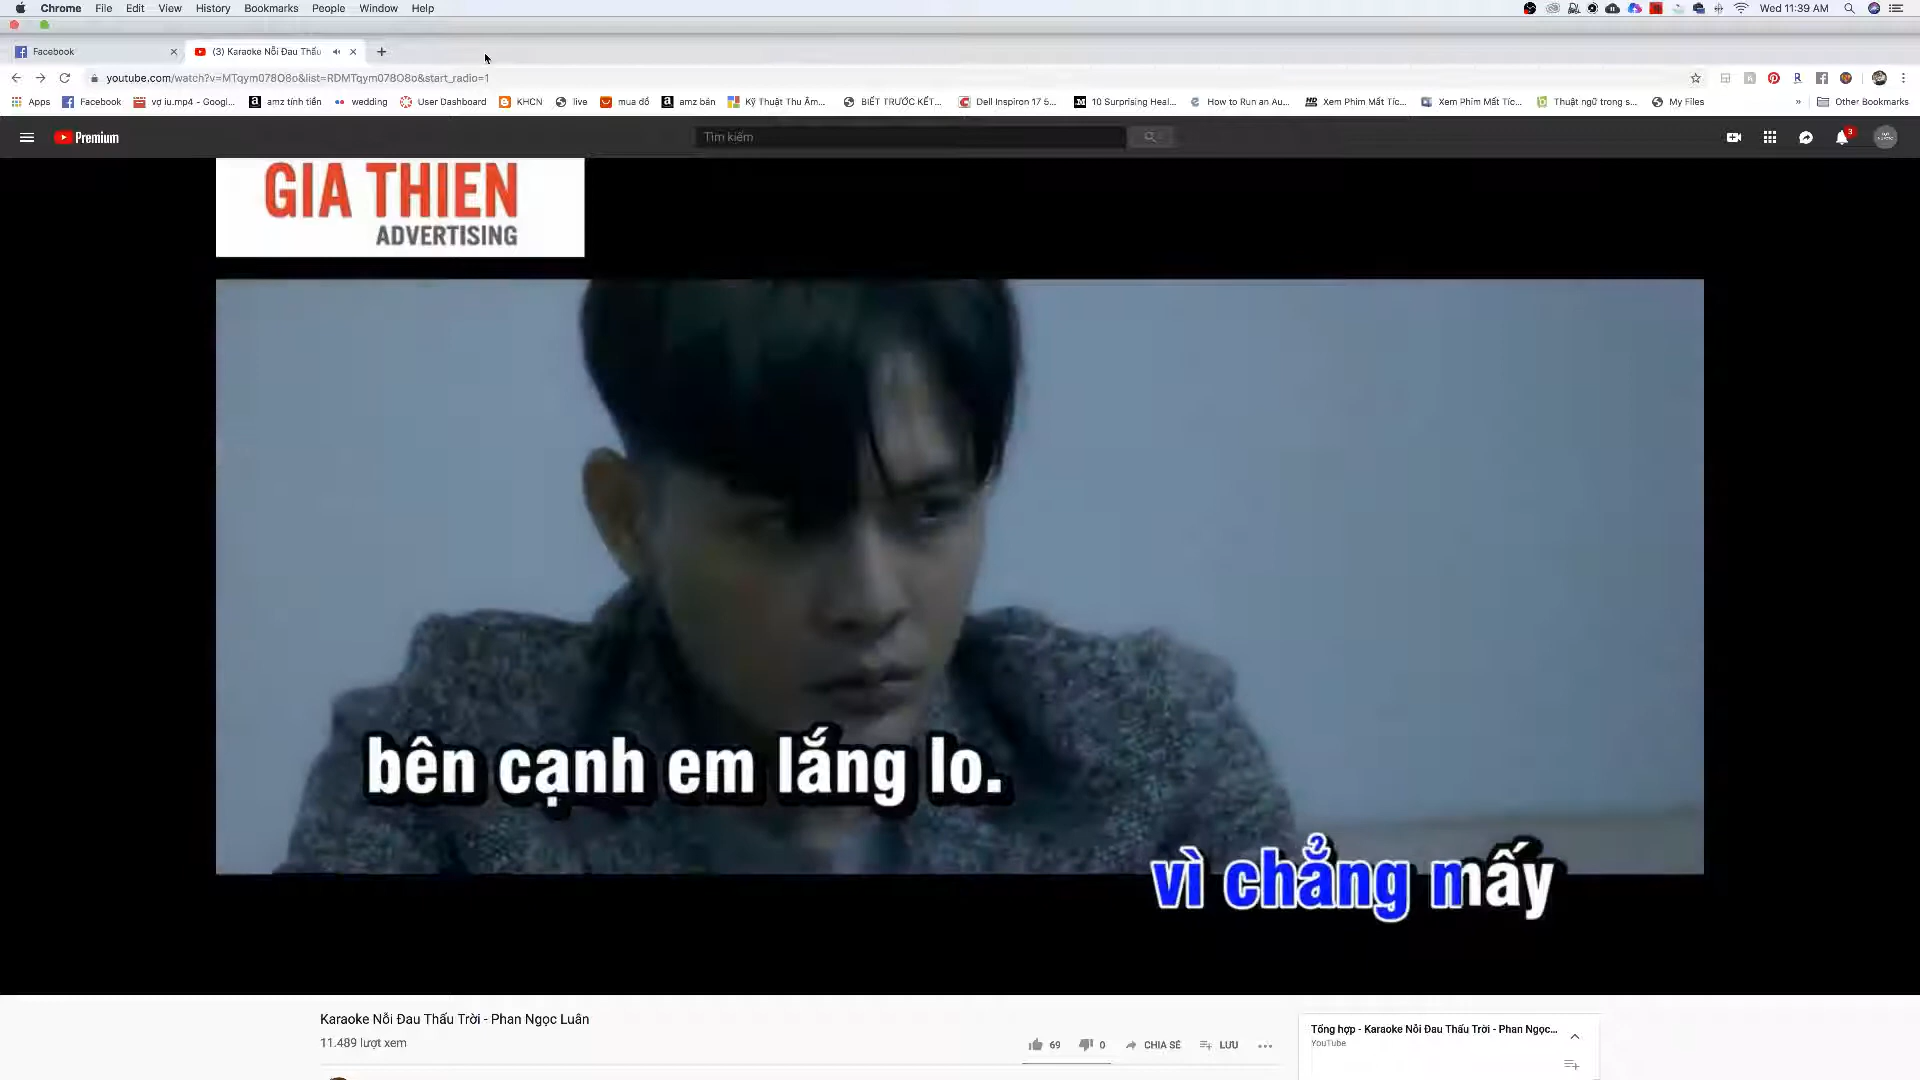 Chrome File Edit View History Bookmarks People Window Help Wed 11:39 AM
Facebook (3) Karaoke Nỗi Đau Thấu
youtube.com/watch?v=MTqym078O8o&list=RDMTqym078O8o&start_radio=1
Apps Facebook vợ iu.mp4 - Googl... amz tính tiền wedding User Dashboard KHCN live mua đồ amz bán Kỹ Thuật Thu Âm... BIẾT TRƯỚC KẾT... Dell Inspiron 17 5... 10 Surprising Heal... How to Run an Au... Xem Phim Mất Tíc... Xem Phim Mất Tíc... Thuật ngữ trong s... My Files » Other Bookmarks
Premium Tìm kiếm 3
GIA THIEN
ADVERTISING
bên cạnh em lắng lo.
vì chẳng mấy
Karaoke Nỗi Đau Thấu Trời - Phan Ngọc Luân
11.489 lượt xem
69 0 CHIA SẺ LƯU
Tổng hợp - Karaoke Nỗi Đau Thấu Trời - Phan Ngọc...
YouTube